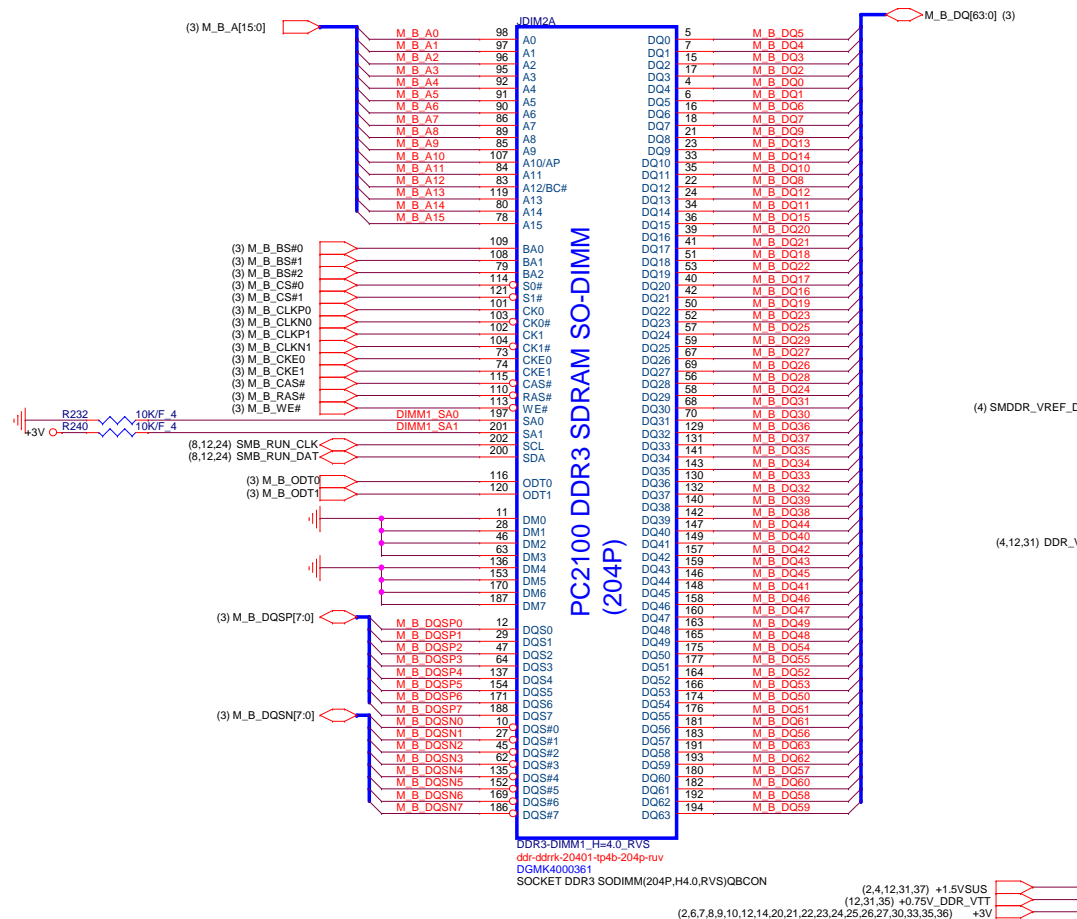 JDIM2A
(3) M_B_A[15:0]
M_B_DQ[63:0] (3)
M_B_A0 98 A0 DQ0 5 M_B_DQ5
M_B_A1 97 A1 DQ1 7 M_B_DQ4
M_B_A2 96 A2 DQ2 15 M_B_DQ3
M_B_A3 95 A3 DQ3 17 M_B_DQ2
M_B_A4 92 A4 DQ4 4 M_B_DQ0
M_B_A5 91 A5 DQ5 6 M_B_DQ1
M_B_A6 90 A6 DQ6 16 M_B_DQ6
M_B_A7 86 A7 DQ7 18 M_B_DQ7
M_B_A8 89 A8 DQ8 21 M_B_DQ9
M_B_A9 85 A9 DQ9 23 M_B_DQ13
M_B_A10 107 A10/AP DQ10 33 M_B_DQ14
M_B_A11 84 A11 DQ11 35 M_B_DQ10
M_B_A12 83 A12/BC# DQ12 22 M_B_DQ8
M_B_A13 119 A13 DQ13 24 M_B_DQ12
M_B_A14 80 A14 DQ14 34 M_B_DQ11
M_B_A15 78 A15 DQ15 36 M_B_DQ15
DQ16 39 M_B_DQ20
(3) M_B_BS#0 109 BA0 DQ17 41 M_B_DQ21
(3) M_B_BS#1 108 BA1 DQ18 51 M_B_DQ18
(3) M_B_BS#2 79 BA2 DQ19 53 M_B_DQ22
(3) M_B_CS#0 114 S0# DQ20 40 M_B_DQ17
(3) M_B_CS#1 121 S1# DQ21 42 M_B_DQ16
(3) M_B_CLKP0 101 CK0 DQ22 50 M_B_DQ19
(3) M_B_CLKN0 103 CK0# DQ23 52 M_B_DQ23
(3) M_B_CLKP1 102 CK1 DQ24 57 M_B_DQ25
(3) M_B_CLKN1 104 CK1# DQ25 59 M_B_DQ29
(3) M_B_CKE0 73 CKE0 DQ26 67 M_B_DQ27
(3) M_B_CKE1 74 CKE1 DQ27 69 M_B_DQ26
(3) M_B_CAS# 115 CAS# DQ28 56 M_B_DQ28
(3) M_B_RAS# 110 RAS# DQ29 58 M_B_DQ24
(3) M_B_WE# 113 WE# DQ30 68 M_B_DQ31
R232 10K/F_4 DIMM1_SA0 197 SA0 DQ31 70 M_B_DQ30
+3V R240 10K/F_4 DIMM1_SA1 201 SA1 DQ32 129 M_B_DQ36
(8,12,24) SMB_RUN_CLK 202 SCL DQ33 131 M_B_DQ37
(8,12,24) SMB_RUN_DAT 200 SDA DQ34 141 M_B_DQ35
DQ35 143 M_B_DQ34
(3) M_B_ODT0 116 ODT0 DQ36 130 M_B_DQ33
(3) M_B_ODT1 120 ODT1 DQ37 132 M_B_DQ32
DQ38 140 M_B_DQ39
11 DM0 DQ39 142 M_B_DQ38
28 DM1 DQ40 147 M_B_DQ44
46 DM2 DQ41 149 M_B_DQ40
63 DM3 DQ42 157 M_B_DQ42
136 DM4 DQ43 159 M_B_DQ43
153 DM5 DQ44 146 M_B_DQ45
170 DM6 DQ45 148 M_B_DQ41
187 DM7 DQ46 158 M_B_DQ46
DQ47 160 M_B_DQ47
(3) M_B_DQSP[7:0]
M_B_DQSP0 12 DQS0 DQ48 163 M_B_DQ49
M_B_DQSP1 29 DQS1 DQ49 165 M_B_DQ48
M_B_DQSP2 47 DQS2 DQ50 175 M_B_DQ54
M_B_DQSP3 64 DQS3 DQ51 177 M_B_DQ55
M_B_DQSP4 137 DQS4 DQ52 164 M_B_DQ52
M_B_DQSP5 154 DQS5 DQ53 166 M_B_DQ53
M_B_DQSP6 171 DQS6 DQ54 174 M_B_DQ50
M_B_DQSP7 188 DQS7 DQ55 176 M_B_DQ51
(3) M_B_DQSN[7:0]
M_B_DQSN0 10 DQS#0 DQ56 181 M_B_DQ61
M_B_DQSN1 27 DQS#1 DQ57 183 M_B_DQ56
M_B_DQSN2 45 DQS#2 DQ58 191 M_B_DQ63
M_B_DQSN3 62 DQS#3 DQ59 193 M_B_DQ62
M_B_DQSN4 135 DQS#4 DQ60 180 M_B_DQ57
M_B_DQSN5 152 DQS#5 DQ61 182 M_B_DQ60
M_B_DQSN6 169 DQS#6 DQ62 192 M_B_DQ58
M_B_DQSN7 186 DQS#7 DQ63 194 M_B_DQ59
PC2100 DDR3 SDRAM SO-DIMM
(204P)
(4) SMDDR_VREF_D
(4,12,31) DDR_V
DDR3-DIMM1_H=4.0_RVS
ddr-ddrrk-20401-tp4b-204p-ruv
DGMK4000361
SOCKET DDR3 SODIMM(204P,H4.0,RVS)QBCON
(2,4,12,31,37) +1.5VSUS
(12,31,35) +0.75V_DDR_VTT
(2,6,7,8,9,10,12,14,20,21,22,23,24,25,26,27,30,33,35,36) +3V